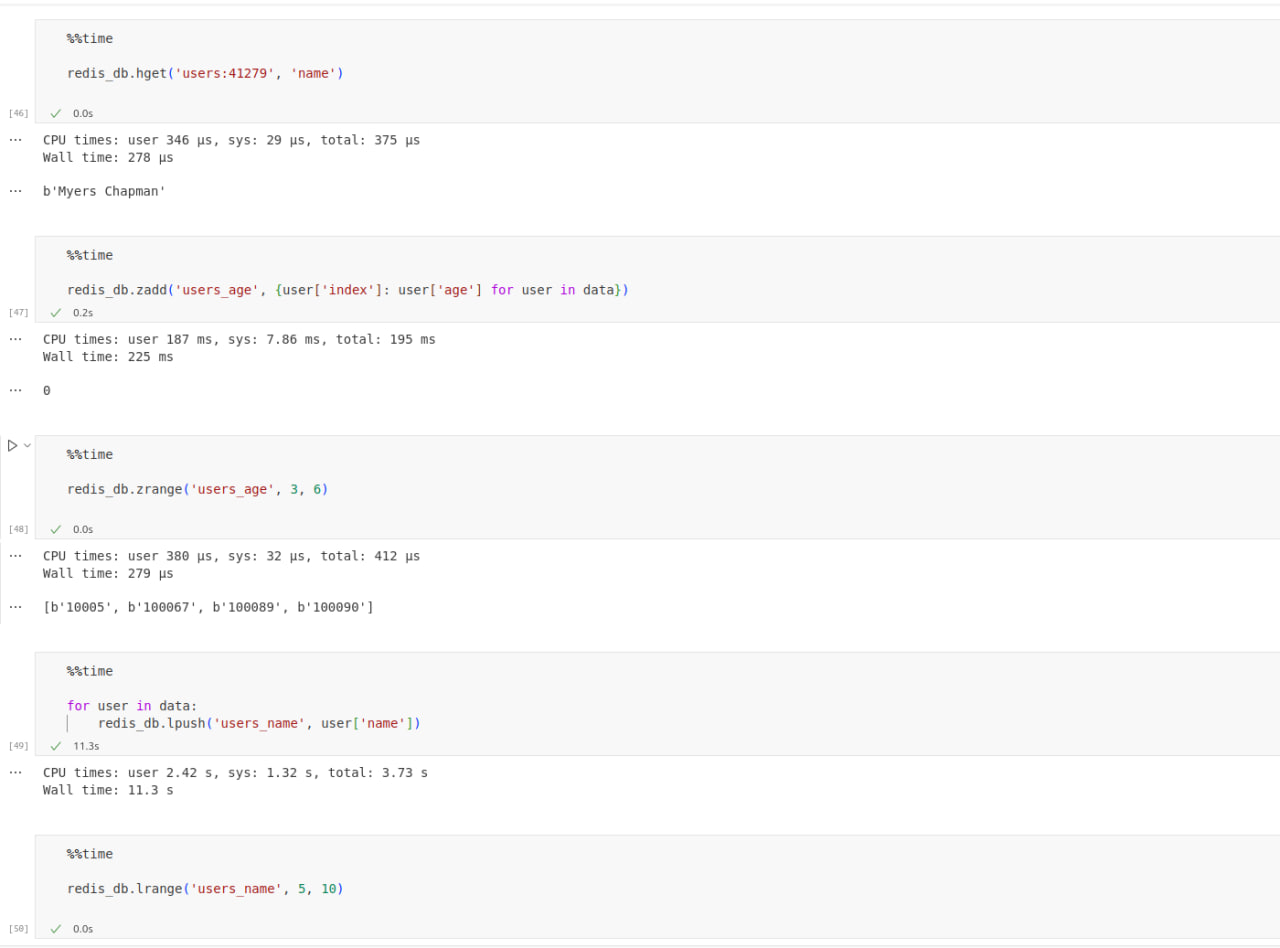 %%time
redis_db.hget('users:41279', 'name')
[46]
0.0s
... CPU times: user 346 µs, sys: 29 µs, total: 375 µs
Wall time: 278 µs
... b'Myers Chapman'
%%time
redis_db.zadd('users_age', {user['index']: user['age'] for user in data})
[47]
0.2s
... CPU times: user 187 ms, sys: 7.86 ms, total: 195 ms
Wall time: 225 ms
... 0
%%time
redis_db.zrange('users_age', 3, 6)
[48]
0.0s
... CPU times: user 380 µs, sys: 32 µs, total: 412 µs
Wall time: 279 µs
... [b'10005', b'100067', b'100089', b'100090']
%%time
for user in data:
    redis_db.lpush('users_name', user['name'])
[49]
11.3s
... CPU times: user 2.42 s, sys: 1.32 s, total: 3.73 s
Wall time: 11.3 s
%%time
redis_db.lrange('users_name', 5, 10)
[50]
0.0s